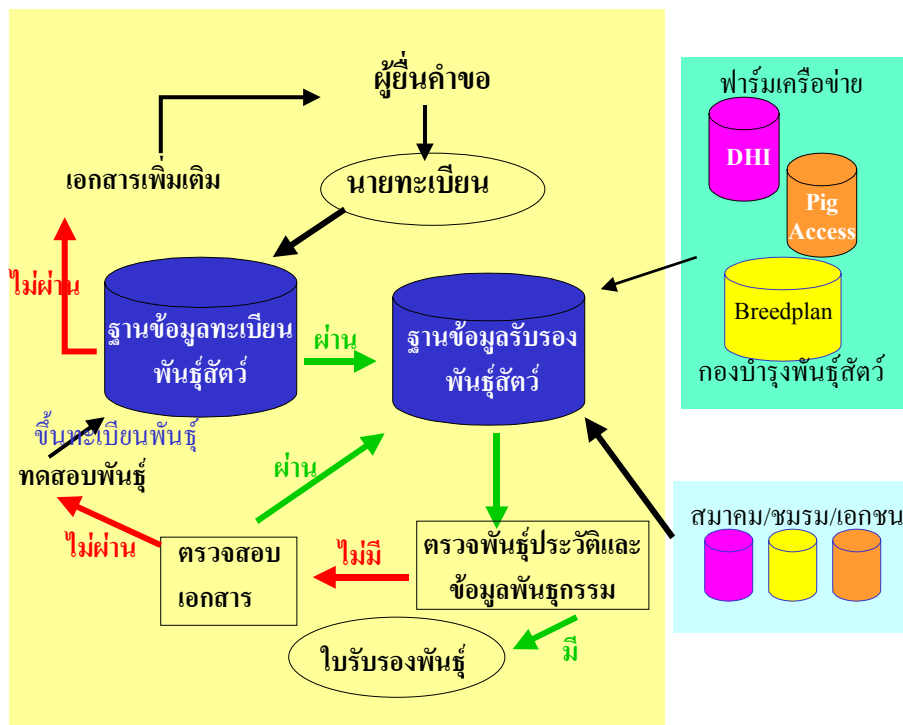 ผู้ยื่นคำขอ
เอกสารเพิ่มเติม
นายทะเบียน
ไม่ผ่าน
ฐานข้อมูลทะเบียน
พันธุ์สัตว์
ผ่าน
ฐานข้อมูลรับรอง
พันธุ์สัตว์
ขึ้นทะเบียนพันธุ์
ทดสอบพันธุ์
ผ่าน
ไม่ผ่าน
ตรวจสอบ
เอกสาร
ไม่มี
ตรวจพันธุ์ประวัติและ
ข้อมูลพันธุกรรม
มี
ใบรับรองพันธุ์
ฟาร์มเครือข่าย
DHI
Pig
Access
Breedplan
กองบำรุงพันธุ์สัตว์
สมาคม/ชมรม/เอกชน